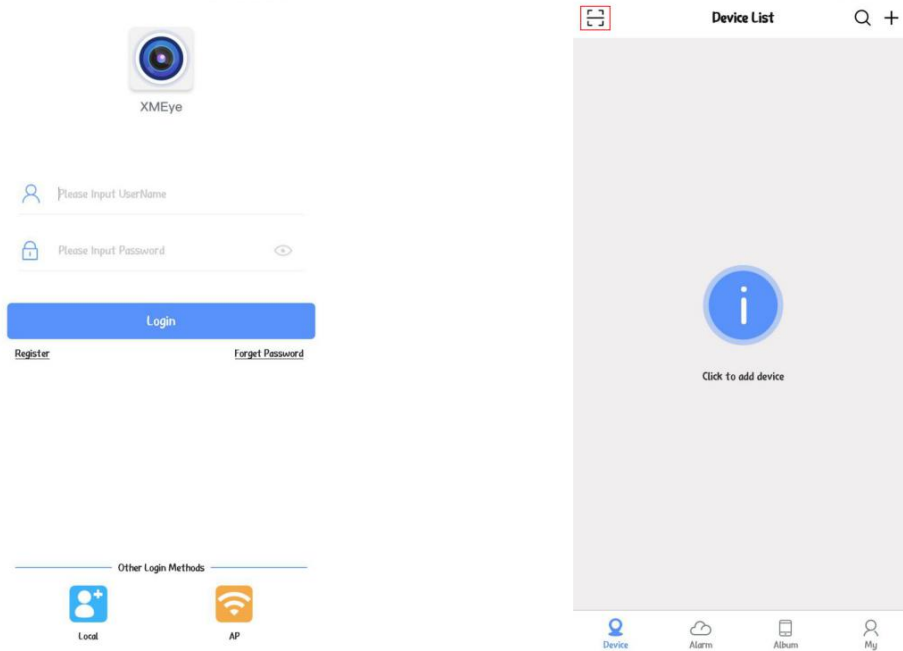 XMEye
Please Input UserName
Please Input Password
Login
Register
Forget Password
Other Login Methods
Local
AP
Device List
Click to add device
Device
Alarm
Album
My